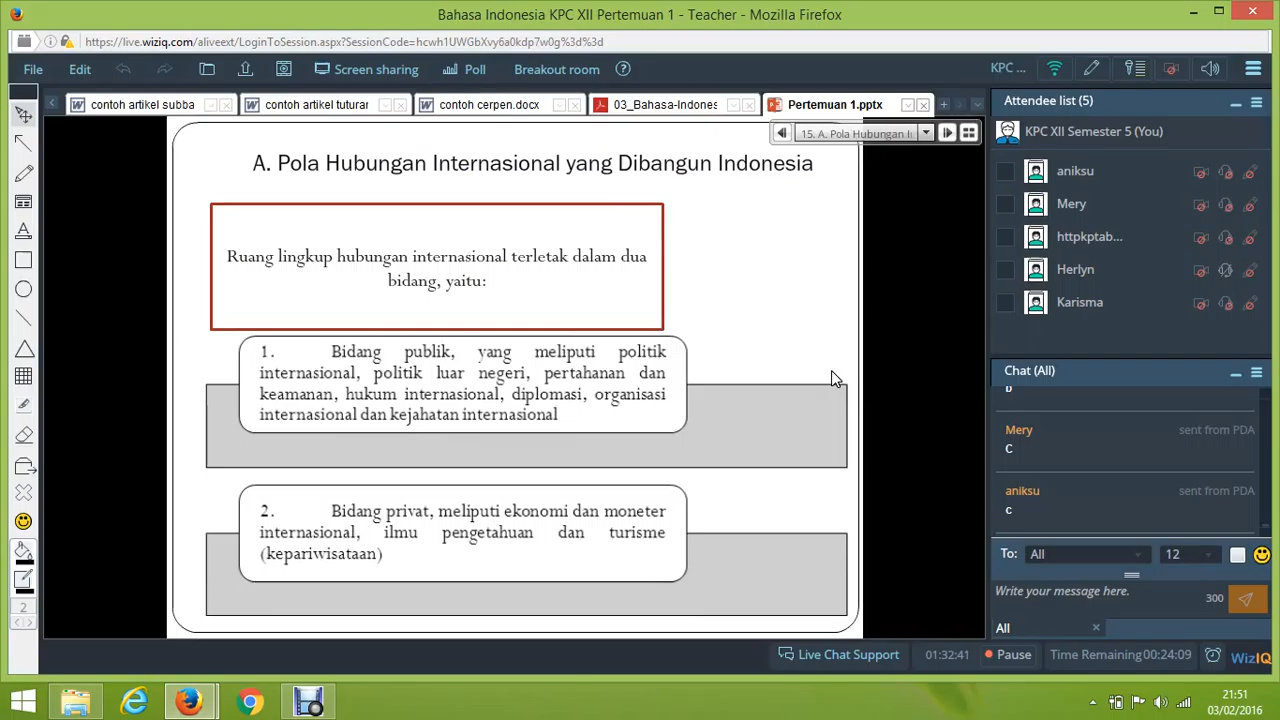 Bahasa Indonesia KPC XII Pertemuan 1 - Teacher - Mozilla Firefox
https://live.wiziq.com/aliveext/LoginToSession.aspx?SessionCode=hcwh1UWGbXvy6a0kdp7w0g%3d%3d
File Edit Screen sharing Poll Breakout room KPC ...
contoh artikel subba contoh artikel tuturar contoh cerpen.docx 03_Bahasa-Indones Pertemuan 1.pptx
15. A. Pola Hubungan
A. Pola Hubungan Internasional yang Dibangun Indonesia
Ruang lingkup hubungan internasional terletak dalam dua
bidang, yaitu:
1. Bidang publik, yang meliputi politik
internasional, politik luar negeri, pertahanan dan
keamanan, hukum internasional, diplomasi, organisasi
internasional dan kejahatan internasional
2. Bidang privat, meliputi ekonomi dan moneter
internasional, ilmu pengetahuan dan turisme
(kepariwisataan)
Attendee list (5)
KPC XII Semester 5 (You)
aniksu
Mery
httpkptab...
Herlyn
Karisma
Chat (All)
b
Mery sent from PDA
C
aniksu sent from PDA
c
To: All 12
Write your message here. 300
All
2
Live Chat Support 01:32:41 Pause Time Remaining 00:24:09 WizIQ
21:51
03/02/2016